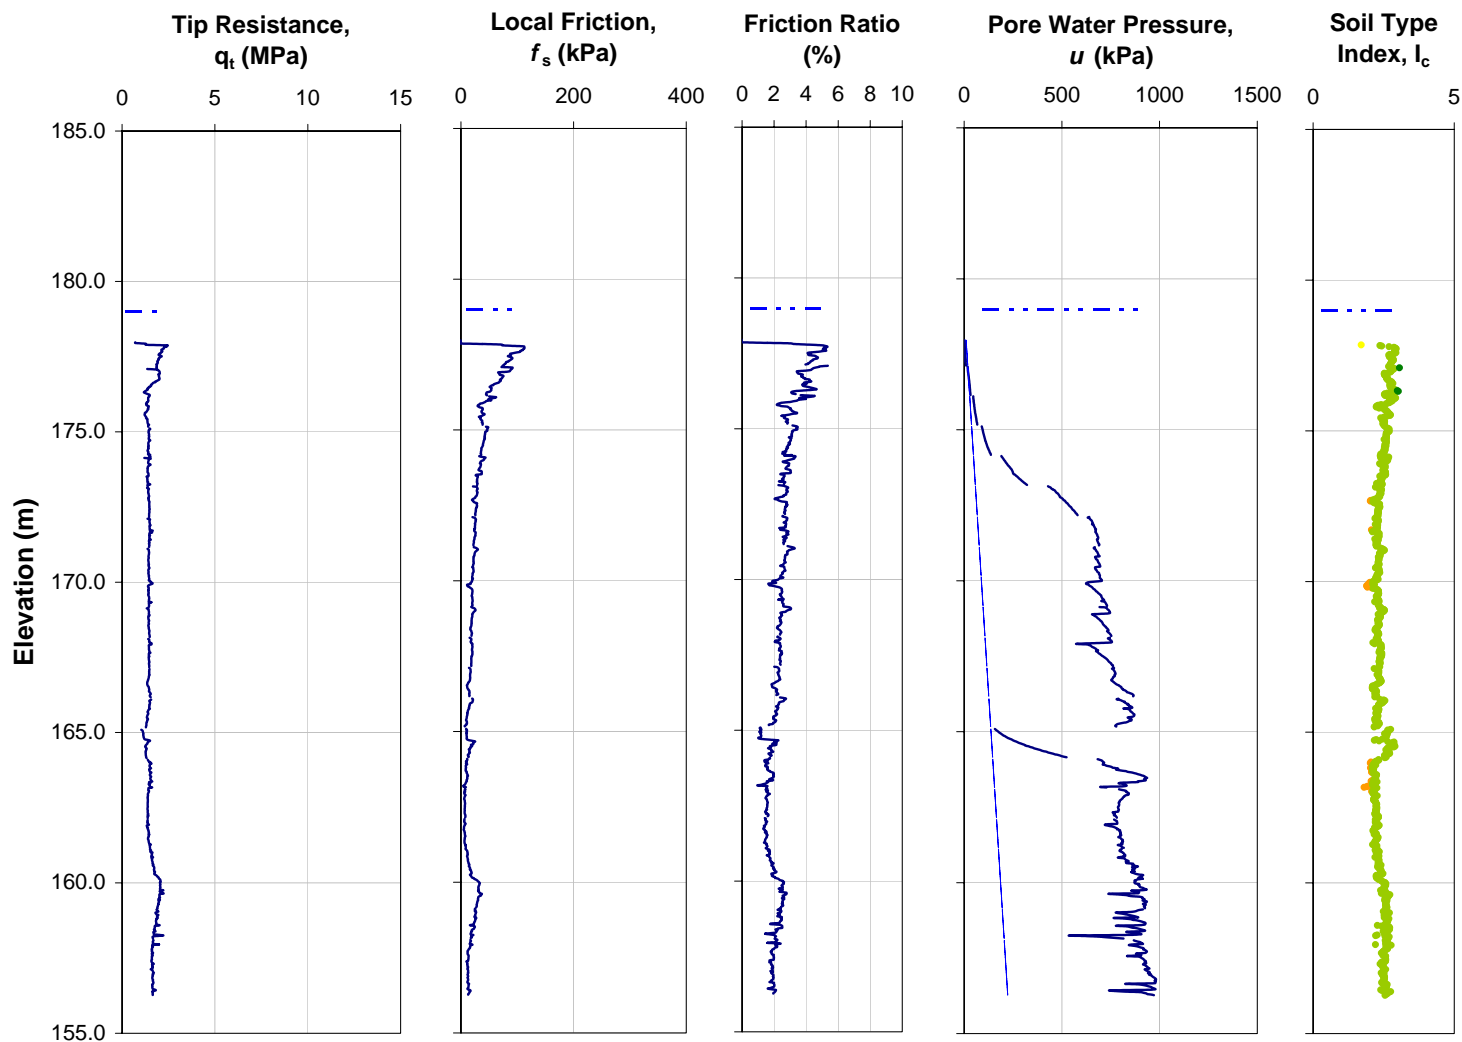 Tip Resistance,
qt (MPa)
Local Friction,
fs (kPa)
Friction Ratio
(%)
Pore Water Pressure,
u (kPa)
Soil Type
Index, Ic
0 5 10 15
0 200 400
0 2 4 6 8 10
0 500 1000 1500
0 5
185.0
180.0
175.0
170.0
165.0
160.0
155.0
Elevation (m)